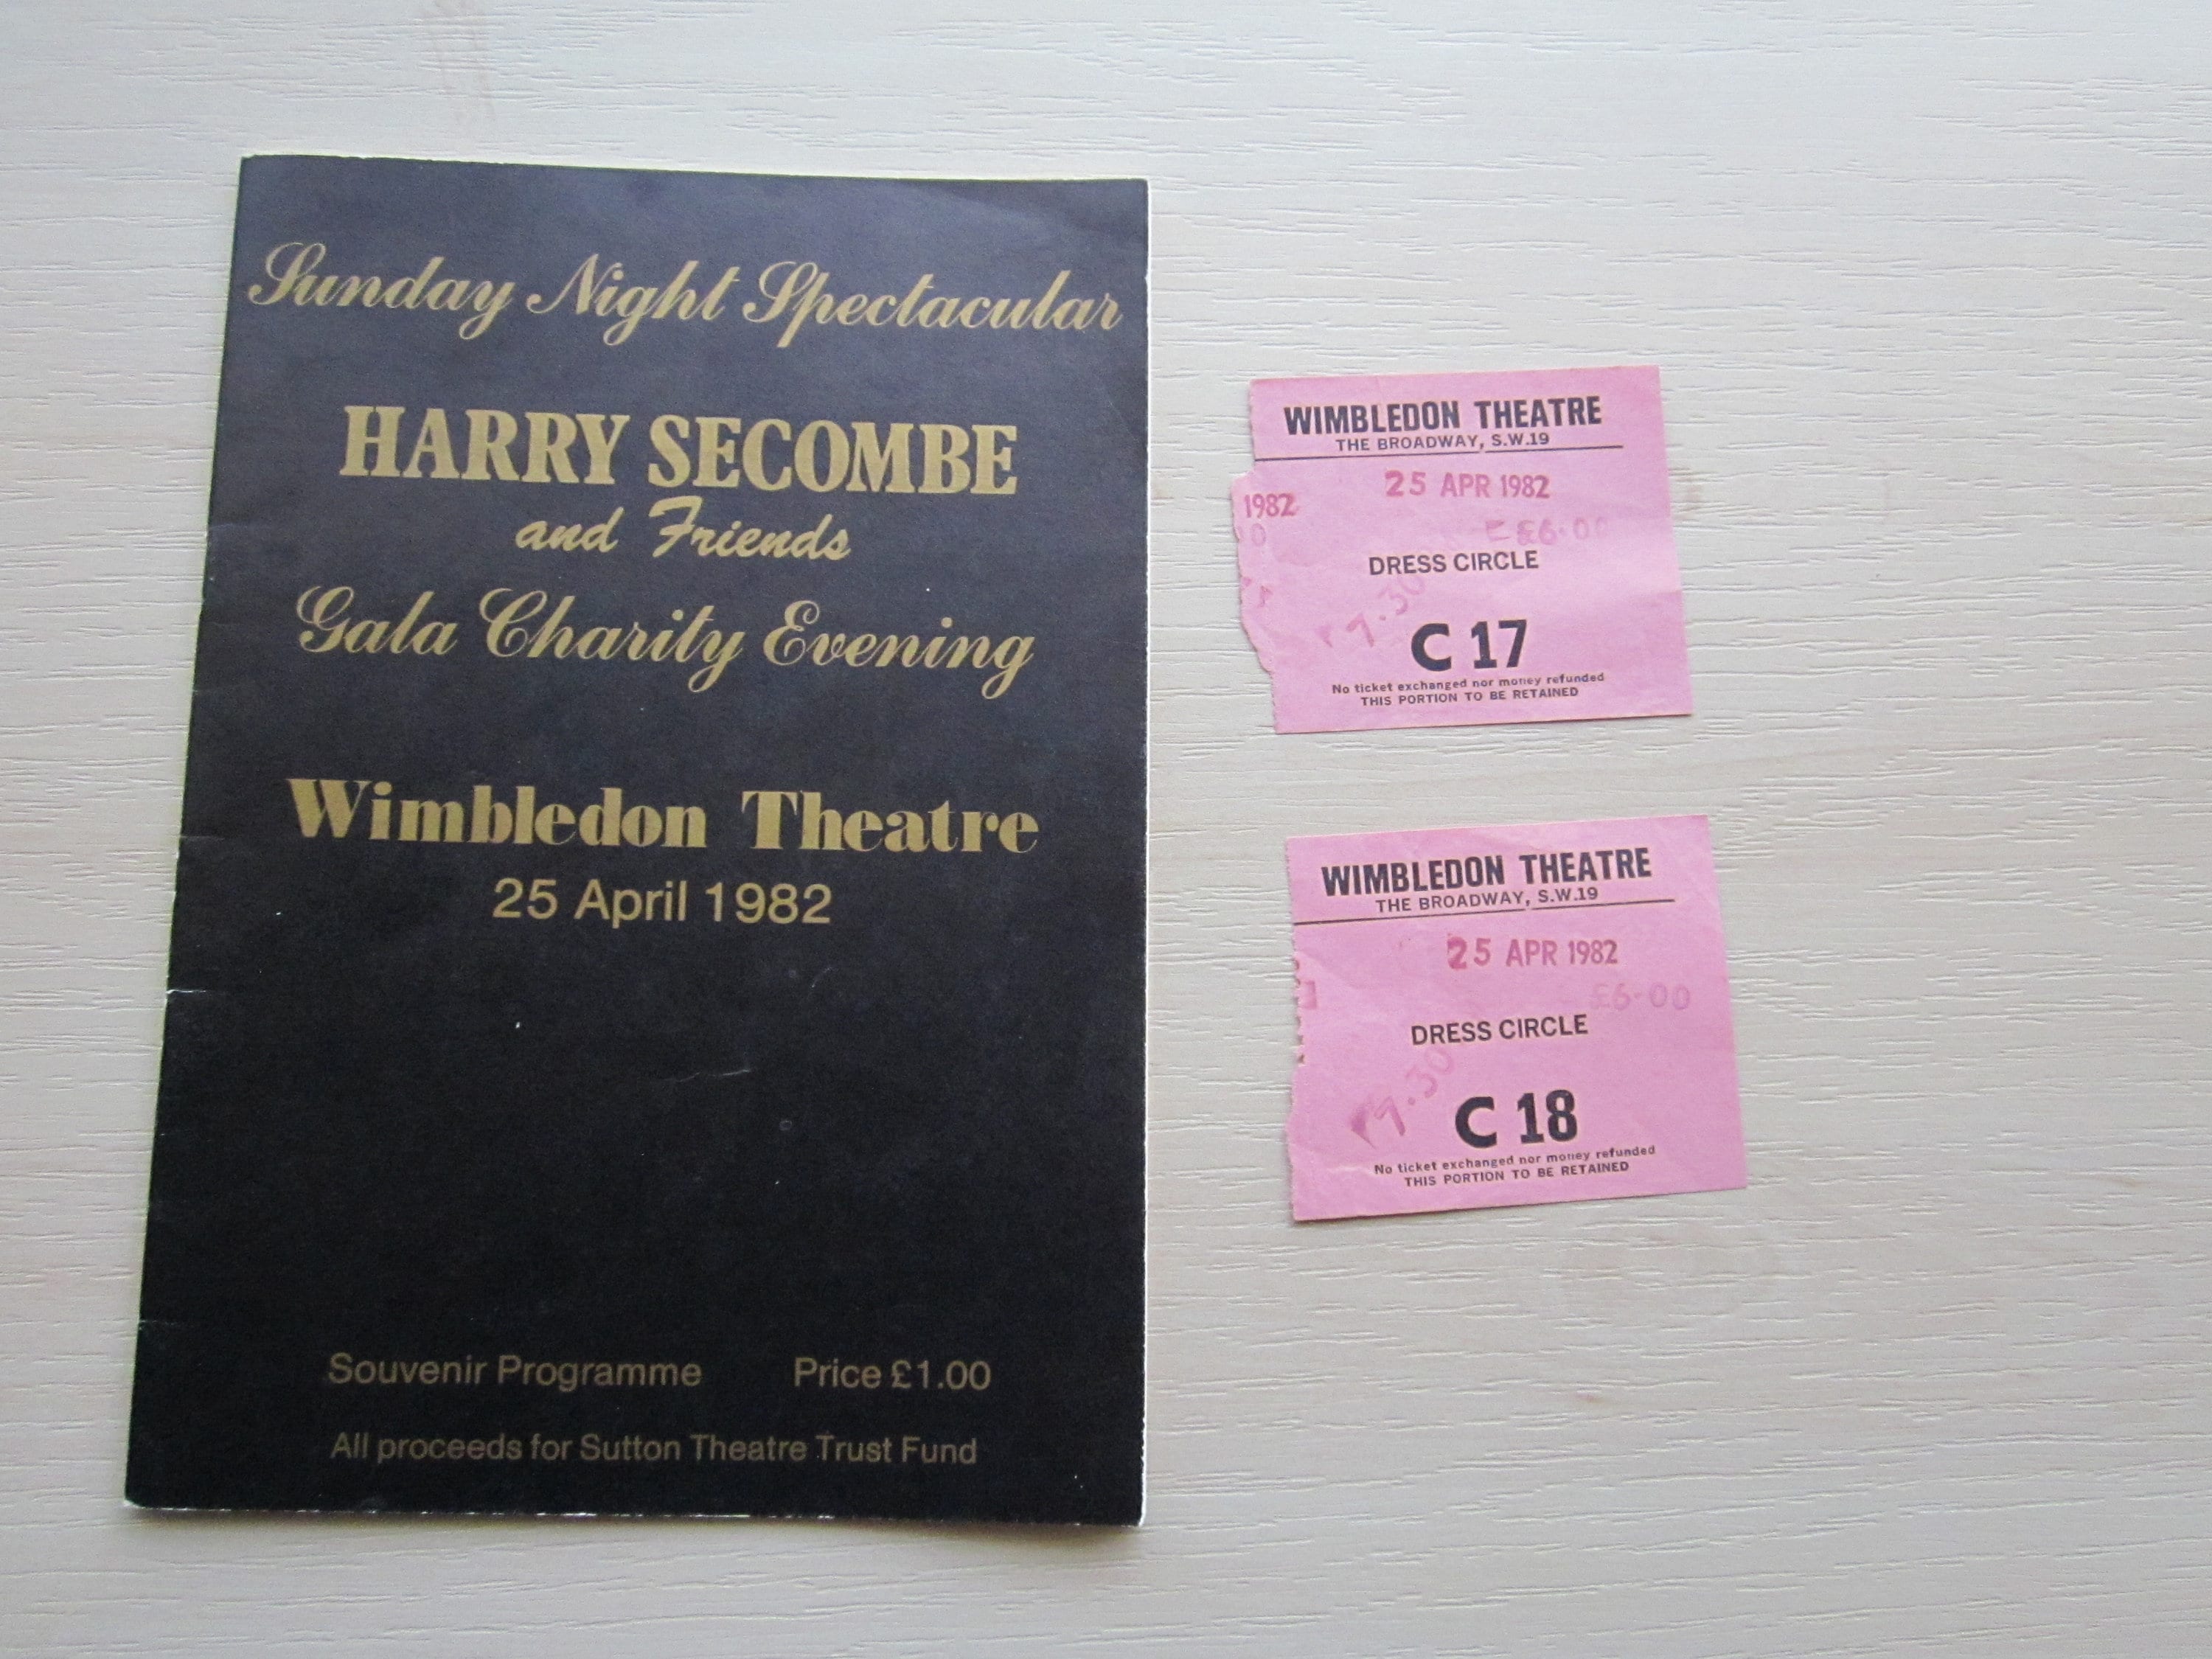 Sunday Night Spectacular
HARRY SECOMBE
and Friends
Gala Charity Evening
Wimbledon Theatre
25 April 1982
Souvenir Programme Price £1.00
All proceeds for Sutton Theatre Trust Fund
WIMBLEDON THEATRE
THE BROADWAY, S.W.19
25 APR 1982
1982
£6.00
DRESS CIRCLE
7.30
C 17
No ticket exchanged nor money refunded
THIS PORTION TO BE RETAINED
WIMBLEDON THEATRE
THE BROADWAY, S.W.19
25 APR 1982
£6-00
DRESS CIRCLE
7.30
C 18
No ticket exchanged nor money refunded
THIS PORTION TO BE RETAINED